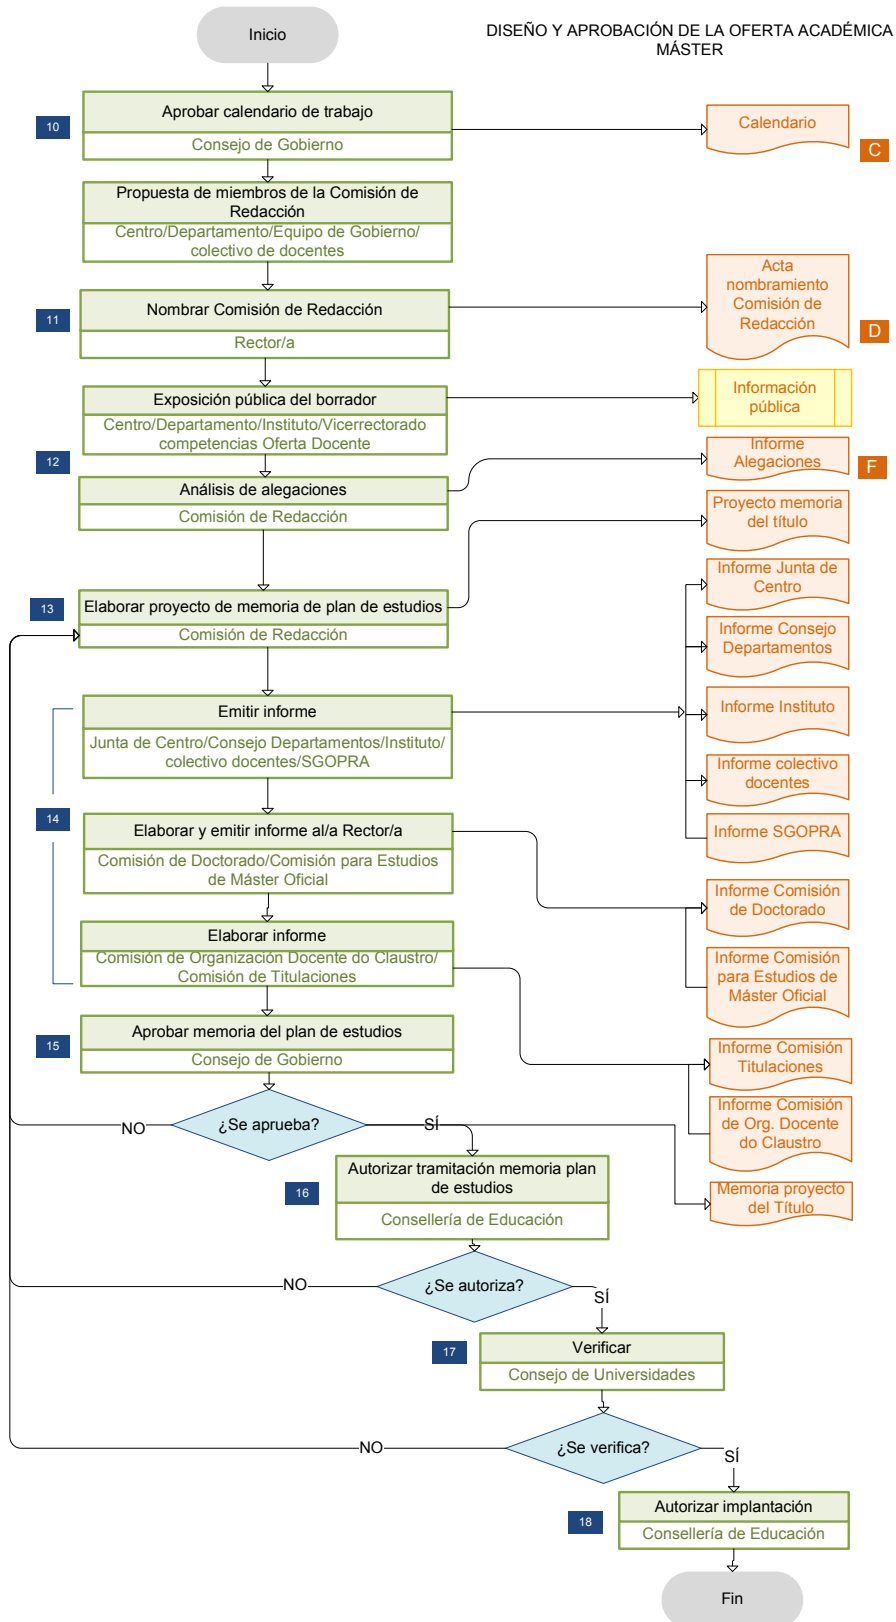 Inicio
DISEÑO Y APROBACIÓN DE LA OFERTA ACADÉMICA
MÁSTER
10
Aprobar calendario de trabajo
Consejo de Gobierno
Calendario
C
Propuesta de miembros de la Comisión de
Redacción
Centro/Departamento/Equipo de Gobierno/
colectivo de docentes
11
Nombrar Comisión de Redacción
Rector/a
Acta
nombramiento
Comisión de
Redacción
D
Exposición pública del borrador
Centro/Departamento/Instituto/Vicerrectorado
competencias Oferta Docente
Información
pública
12
Análisis de alegaciones
Comisión de Redacción
Informe
Alegaciones
F
Proyecto memoria
del título
13
Elaborar proyecto de memoria de plan de estudios
Comisión de Redacción
Informe Junta de
Centro
Informe Consejo
Departamentos
Emitir informe
Junta de Centro/Consejo Departamentos/Instituto/
colectivo docentes/SGOPRA
Informe Instituto
Informe colectivo
docentes
Informe SGOPRA
14
Elaborar y emitir informe al/a Rector/a
Comisión de Doctorado/Comisión para Estudios
de Máster Oficial
Informe Comisión
de Doctorado
Informe Comisión
para Estudios de
Máster Oficial
Elaborar informe
Comisión de Organización Docente do Claustro/
Comisión de Titulaciones
Informe Comisión
Titulaciones
Informe Comisión
de Org. Docente
do Claustro
15
Aprobar memoria del plan de estudios
Consejo de Gobierno
¿Se aprueba?
NO
SÍ
Memoria proyecto
del Título
16
Autorizar tramitación memoria plan
de estudios
Consellería de Educación
¿Se autoriza?
NO
SÍ
17
Verificar
Consejo de Universidades
¿Se verifica?
NO
SÍ
18
Autorizar implantación
Consellería de Educación
Fin